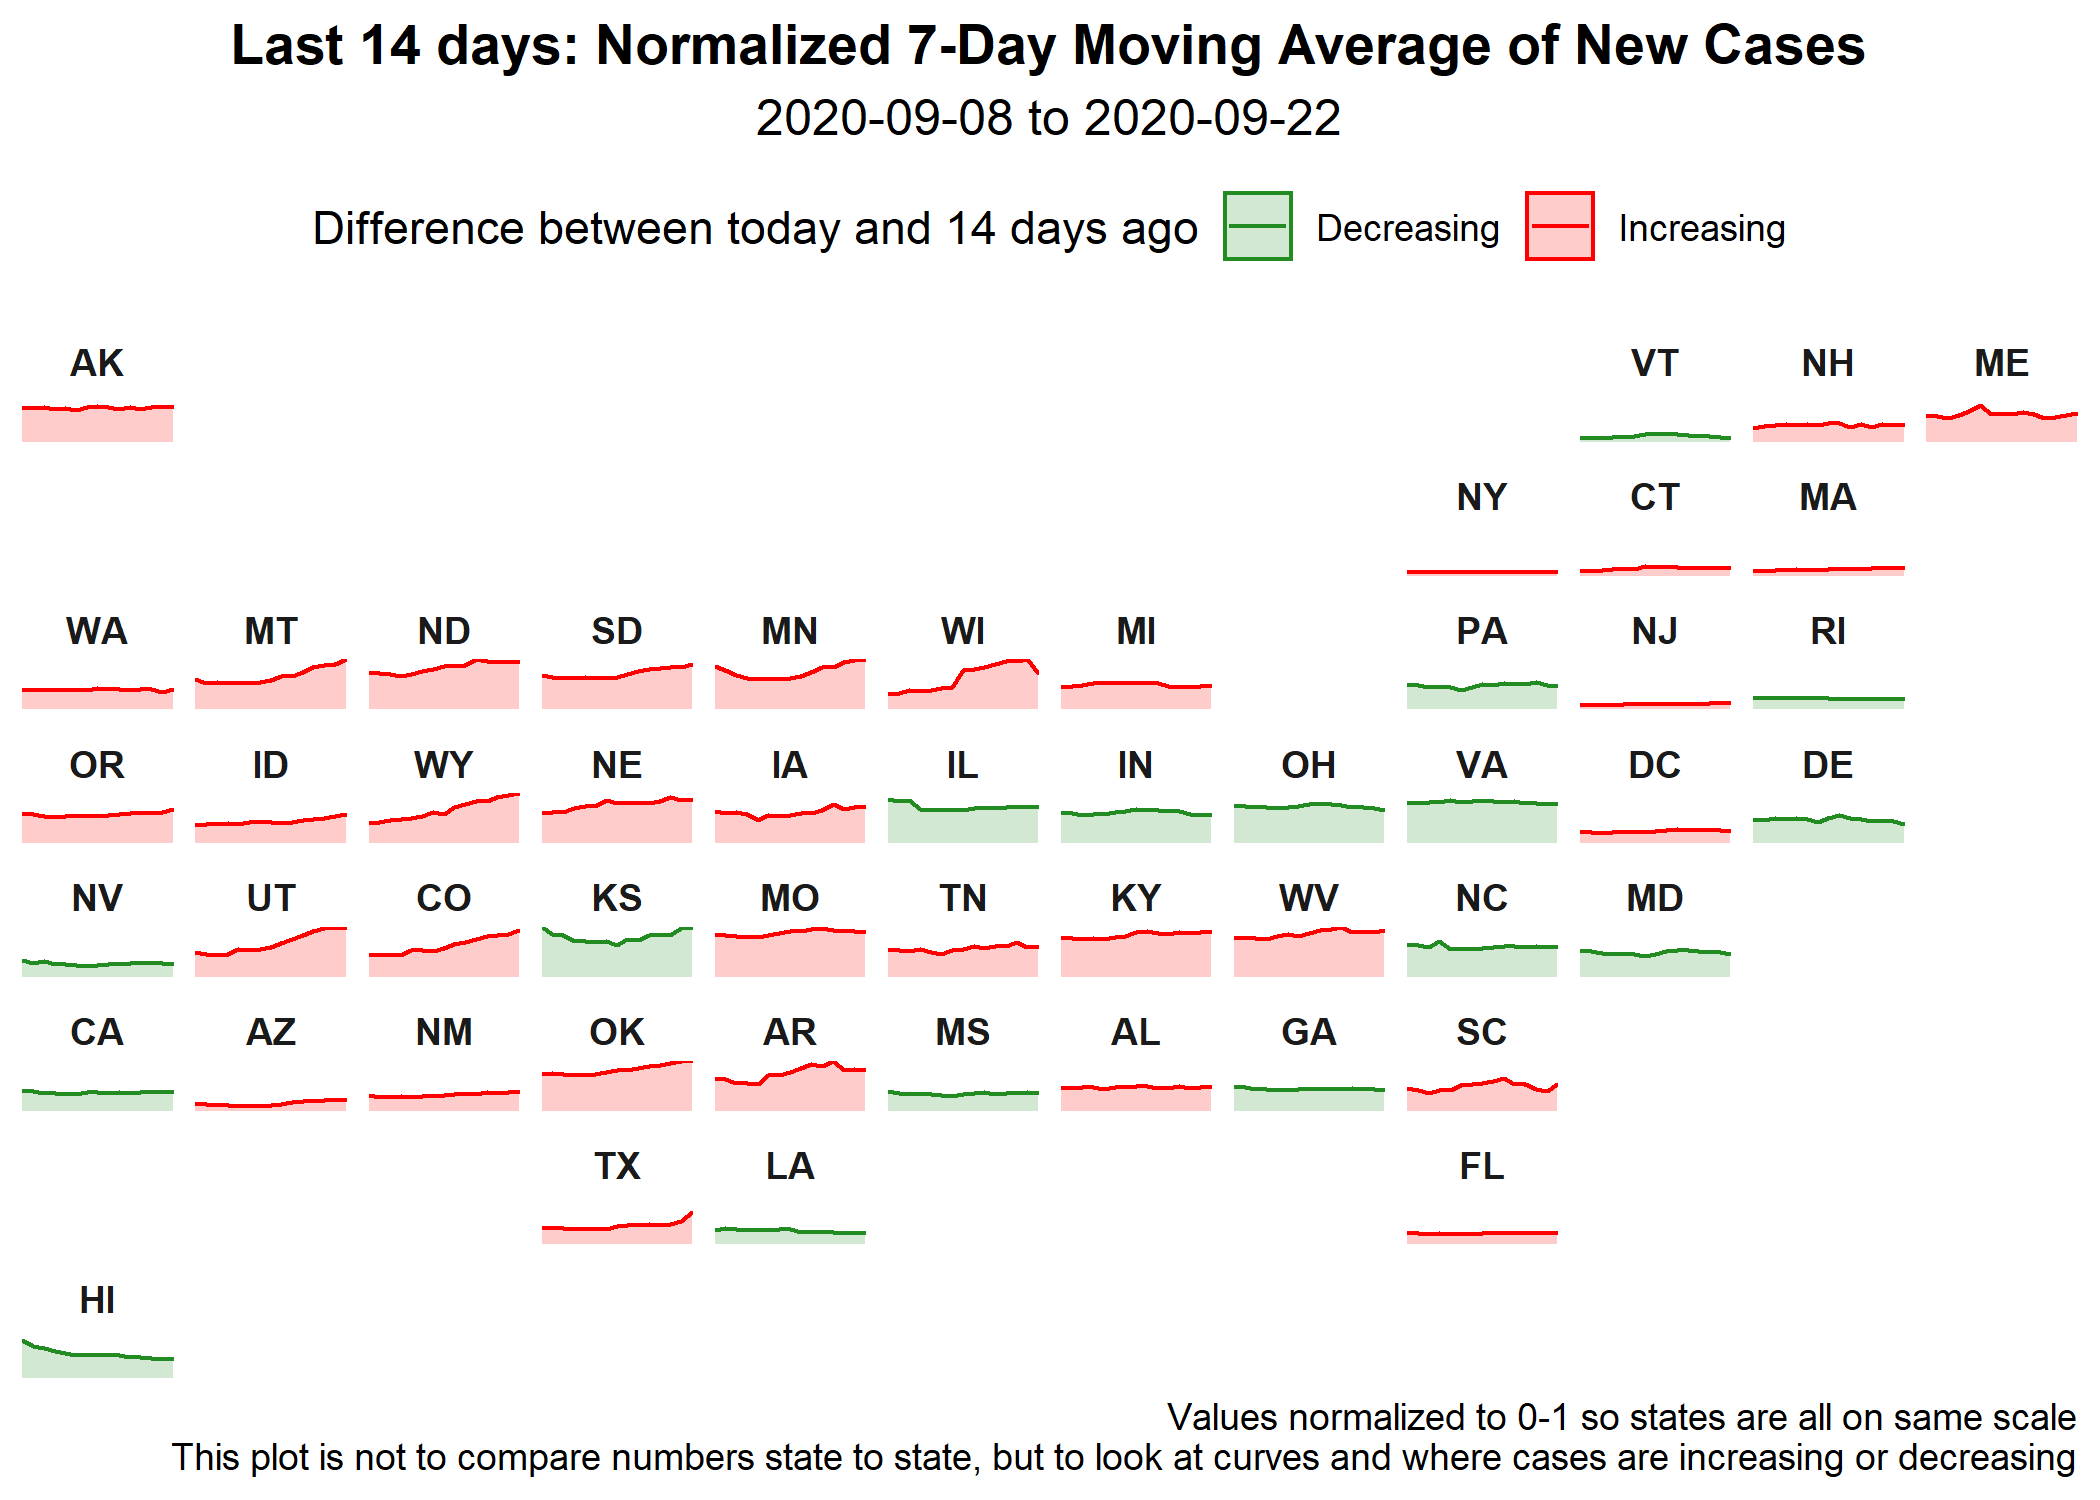 Last 14 days: Normalized 7-Day Moving Average of New Cases
2020-09-08 to 2020-09-22
Difference between today and 14 days ago Decreasing Increasing
AK VT NH ME
NY CT MA
WA MT ND SD MN WI MI PA NJ RI
OR ID WY NE IA IL IN OH VA DC DE
NV UT CO KS MO TN KY WV NC MD
CA AZ NM OK AR MS AL GA SC
TX LA FL
HI
Values normalized to 0-1 so states are all on same scale
This plot is not to compare numbers state to state, but to look at curves and where cases are increasing or decreasing